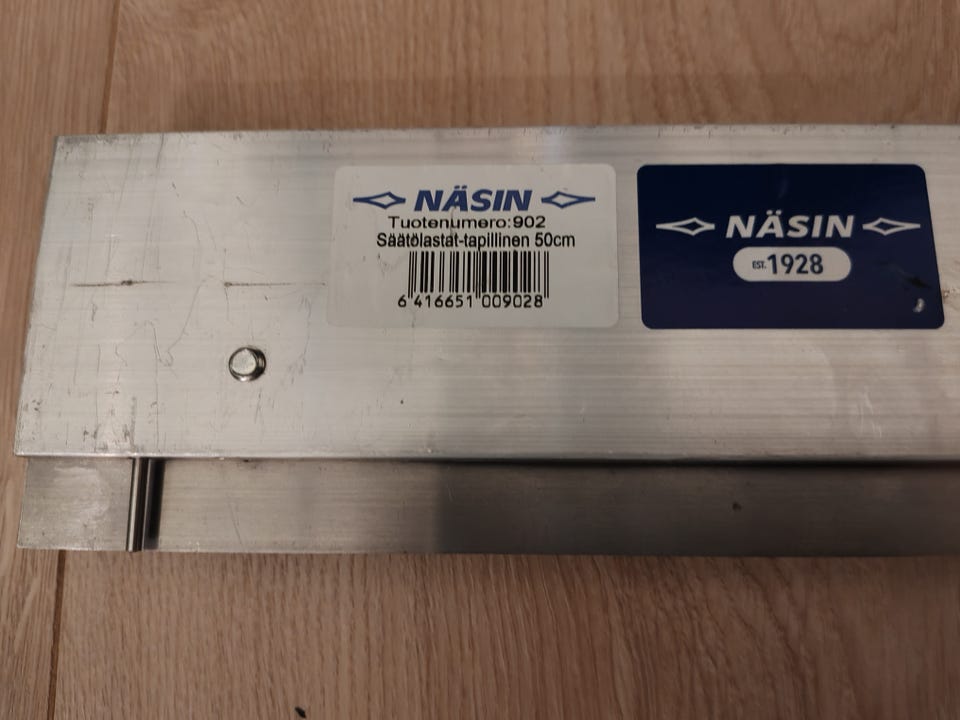 NÄSIN
Tuotenumero:902
Säätölastat-tapillinen 50cm
6 416651 009028
NÄSIN
EST. 1928